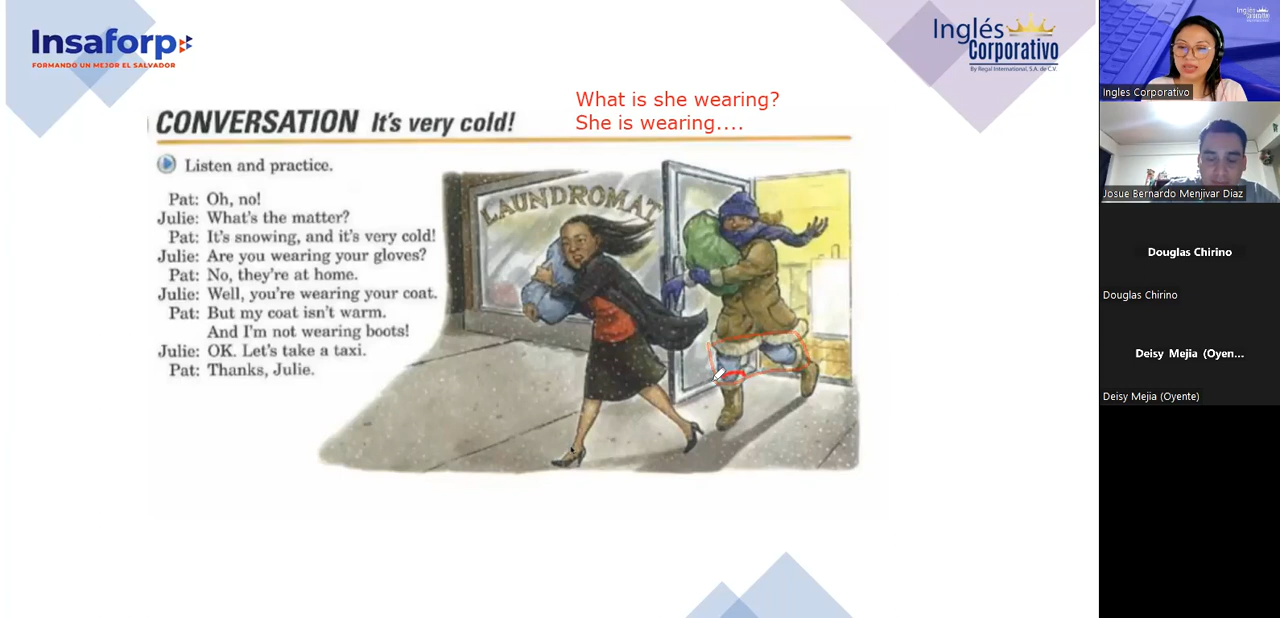 Insaforp
FORMANDO UN MEJOR EL SALVADOR
Inglés
Corporativo
By Regal International, S.A. de C.V.
What is she wearing?
She is wearing....
CONVERSATION It's very cold!
Listen and practice.
Pat: Oh, no!
Julie: What's the matter?
Pat: It's snowing, and it's very cold!
Julie: Are you wearing your gloves?
Pat: No, they're at home.
Julie: Well, you're wearing your coat.
Pat: But my coat isn't warm.
And I'm not wearing boots!
Julie: OK. Let's take a taxi.
Pat: Thanks, Julie.
LAUNDROMAT
Inglés
Ingles Corporativo
Josue Bernardo Menjivar Diaz
Douglas Chirino
Douglas Chirino
Deisy Mejia (Oyen...
Deisy Mejia (Oyente)